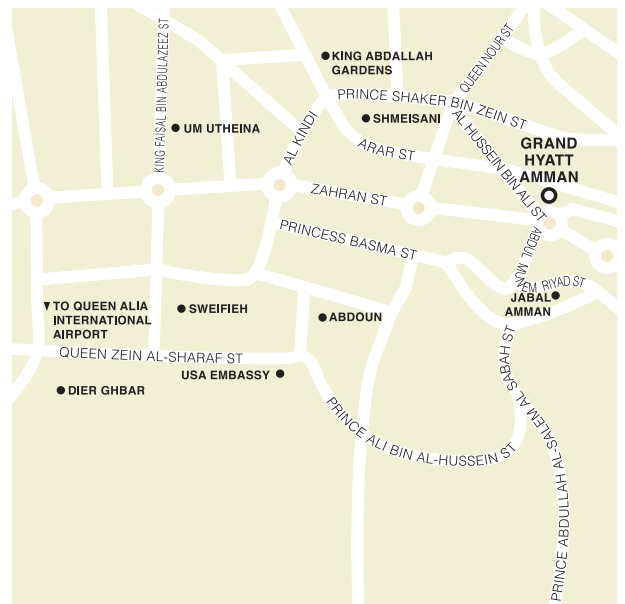 KING FAISAL BIN ABDULAZEEZ ST
QUEEN NOUR ST
KING ABDALLAH
GARDENS
PRINCE SHAKER BIN ZEIN ST
SHMEISANI
UM UTHEINA
AL KINDI
ARAR ST
AL HUSSEIN BIN ALI ST
GRAND
HYATT
AMMAN
ZAHRAN ST
PRINCESS BASMA ST
ABDUL MUNEM RIYAD ST
JABAL
AMMAN
TO QUEEN ALIA
INTERNATIONAL
AIRPORT
SWEIFIEH
ABDOUN
QUEEN ZEIN AL-SHARAF ST
USA EMBASSY
DIER GHBAR
PRINCE ALI BIN AL-HUSSEIN ST
PRINCE ABDULLAH AL-SALEM AL SABAH ST